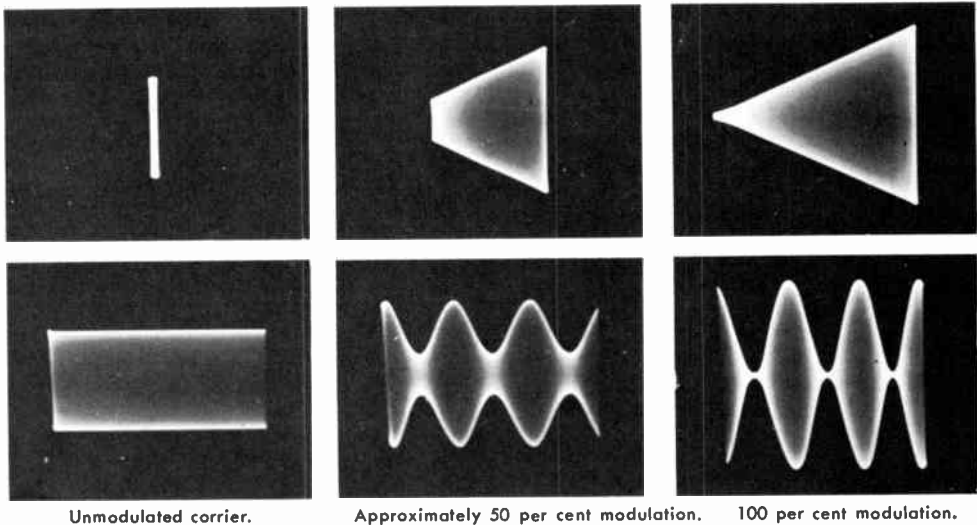 Unmodulated corrier. Approximately 50 per cent modulation. 100 per cent modulation.